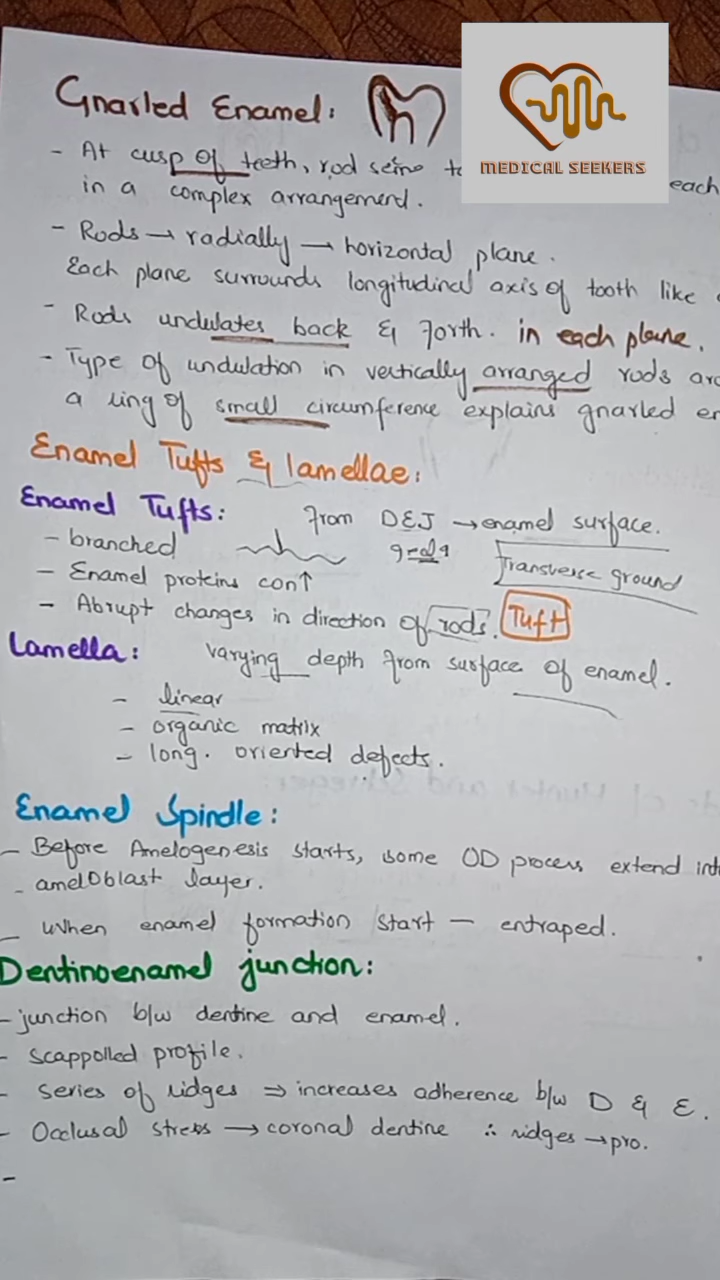 Gnarled Enamel:
MEDICAL SEEKERS
- At cusp of teeth, rod seems each
in a complex arrangement.
- Rods → radially → horizontal plane.
Each plane surrounds longitudinal axis of tooth like
- Rods undulates back & forth. in each plane.
- Type of undulation in vertically arranged rods
a ring of small circumference explains gnarled
Enamel Tufts & lamellae:
Enamel Tufts: from DEJ → enamel surface.
- branched
Transverse ground
- Enamel proteins con↑
- Abrupt changes in direction of rods. Tuft
Lamella: varying depth from surface of enamel.
- linear
- organic matrix
- long. oriented defects.
Enamel Spindle:
- Before Amelogenesis starts, some OD process extend
- ameloblast layer.
- When enamel formation start - entraped.
Dentinoenamel junction:
- junction b/w dentine and enamel.
- Scappolled profile.
- Series of ridges ⇒ increases adherence b/w D & E.
- Occlusal stress → coronal dentine ∴ ridges → pro.
-